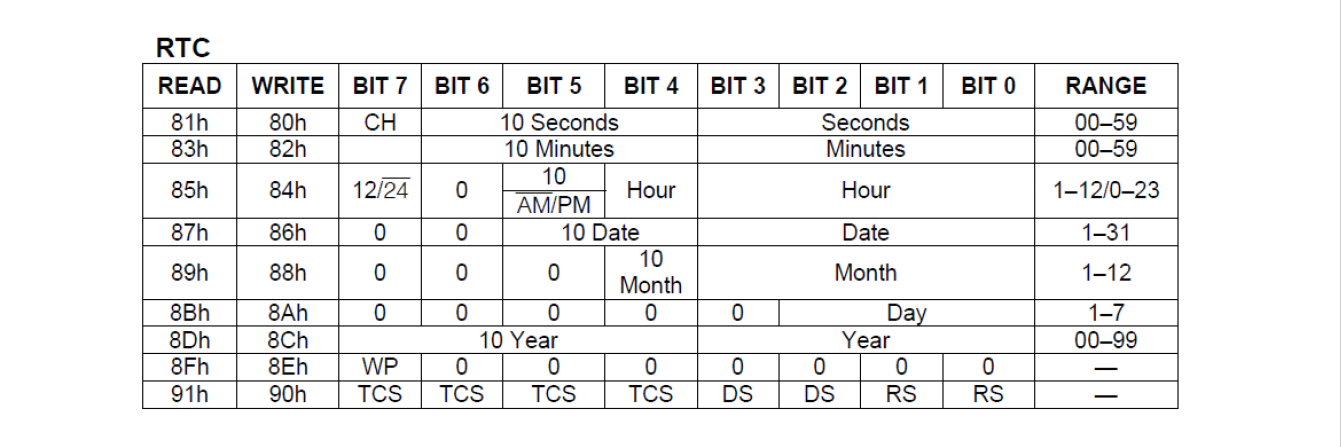 RTC
READ WRITE BIT 7 BIT 6 BIT 5 BIT 4 BIT 3 BIT 2 BIT 1 BIT 0 RANGE
81h 80h CH 10 Seconds Seconds 00–59
83h 82h 10 Minutes Minutes 00–59
85h 84h 12/24 0 10 Hour Hour 1–12/0–23
AM/PM
87h 86h 0 0 10 Date Date 1–31
89h 88h 0 0 0 10 Month Month 1–12
8Bh 8Ah 0 0 0 0 0 Day 1–7
8Dh 8Ch 10 Year Year 00–99
8Fh 8Eh WP 0 0 0 0 0 0 0 —
91h 90h TCS TCS TCS TCS DS DS RS RS —